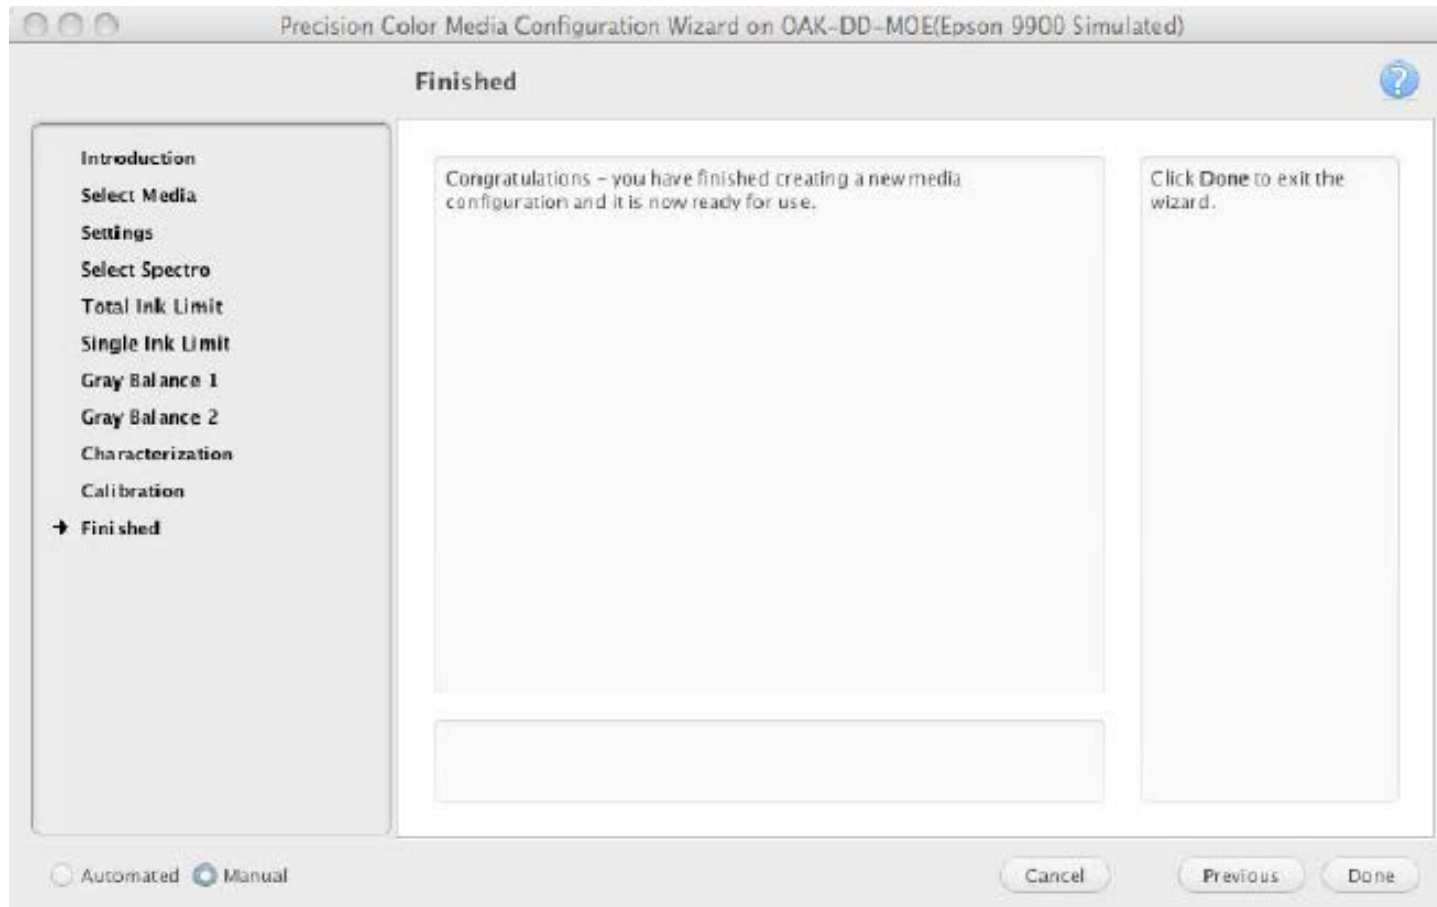 Precision Color Media Configuration Wizard on OAK-DD-MOE(Epson 9900 Simulated)
Finished
?
Introduction
Select Media
Settings
Select Spectro
Total Ink Limit
Single Ink Limit
Gray Balance 1
Gray Balance 2
Characterization
Calibration
Finished
Congratulations – you have finished creating a new media
configuration and it is now ready for use.
Click Done to exit the
wizard.
Automated
Manual
Cancel
Previous
Done